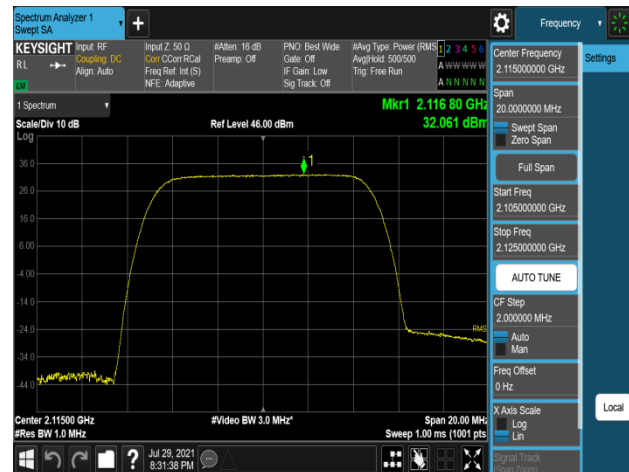 Spectrum Analyzer 1
Swept SA
Frequency
KEYSIGHT
RL
LXI
Input: RF
Coupling: DC
Align: Auto
Input Z: 50 Ω
Corr CCorr RCal
Freq Ref: Int (S)
NFE: Adaptive
#Atten: 16 dB
Preamp: Off
PNO: Best Wide
Gate: Off
IF Gain: Low
Sig Track: Off
#Avg Type: Power (RMS
Avg|Hold: 500/500
Trig: Free Run
1 2 3 4 5 6
A W W W W W
A N N N N N
1 Spectrum
Scale/Div 10 dB
Log
Ref Level 46.00 dBm
Mkr1 2.116 80 GHz
32.061 dBm
1
36.0
26.0
16.0
6.00
-4.00
-14.0
-24.0
-34.0
-44.0
RMS
Center 2.11500 GHz
#Res BW 1.0 MHz
#Video BW 3.0 MHz*
Span 20.00 MHz
Sweep 1.00 ms (1001 pts
Jul 29, 2021
8:31:38 PM
Center Frequency
2.115000000 GHz
Span
20.0000000 MHz
Swept Span
Zero Span
Full Span
Start Freq
2.105000000 GHz
Stop Freq
2.125000000 GHz
AUTO TUNE
CF Step
2.000000 MHz
Auto
Man
Freq Offset
0 Hz
X Axis Scale
Log
Lin
Signal Track
(Span Zoom)
Settings
Local